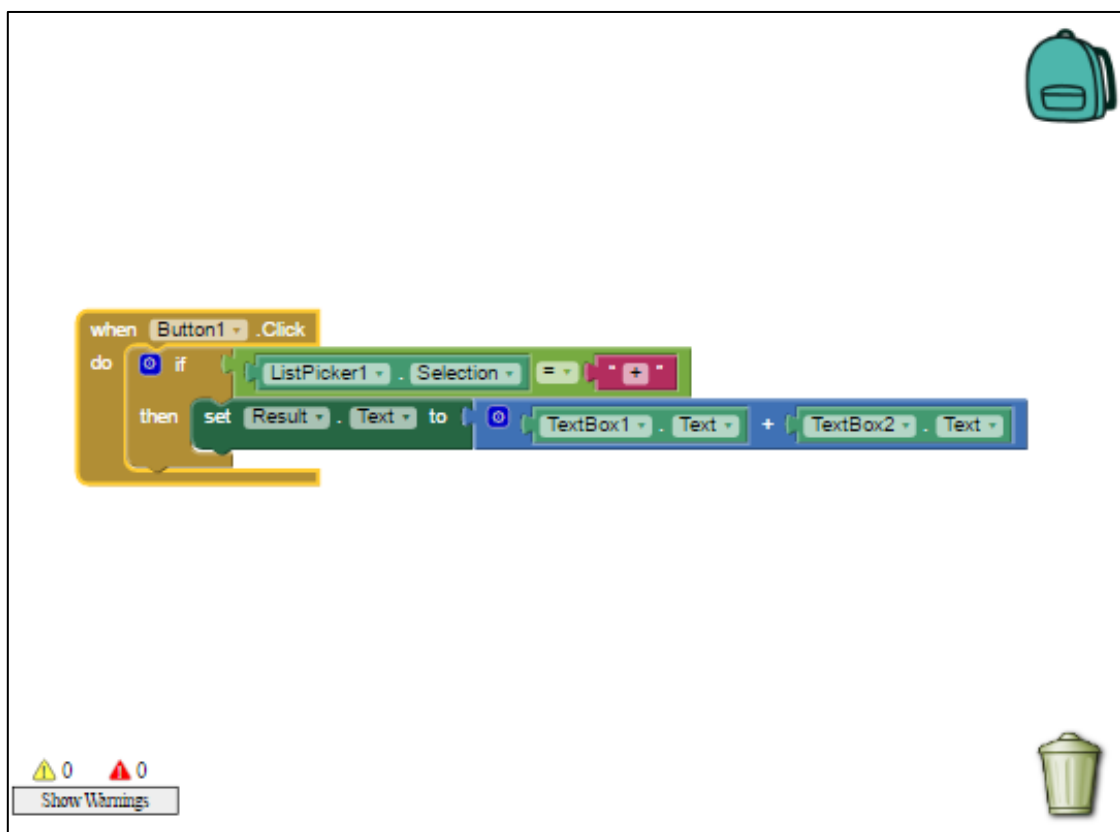 when Button1 .Click
do if ListPicker1 . Selection = " + "
then set Result . Text to TextBox1 . Text + TextBox2 . Text
0 0
Show Warnings